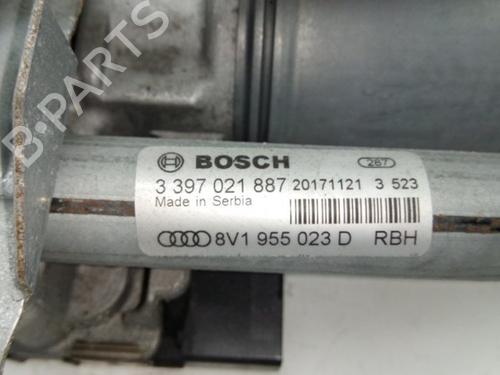 BOSCH 267
3 397 021 887 20171121 3 523
Made in Serbia
8V1 955 023 D RBH
B-PARTS